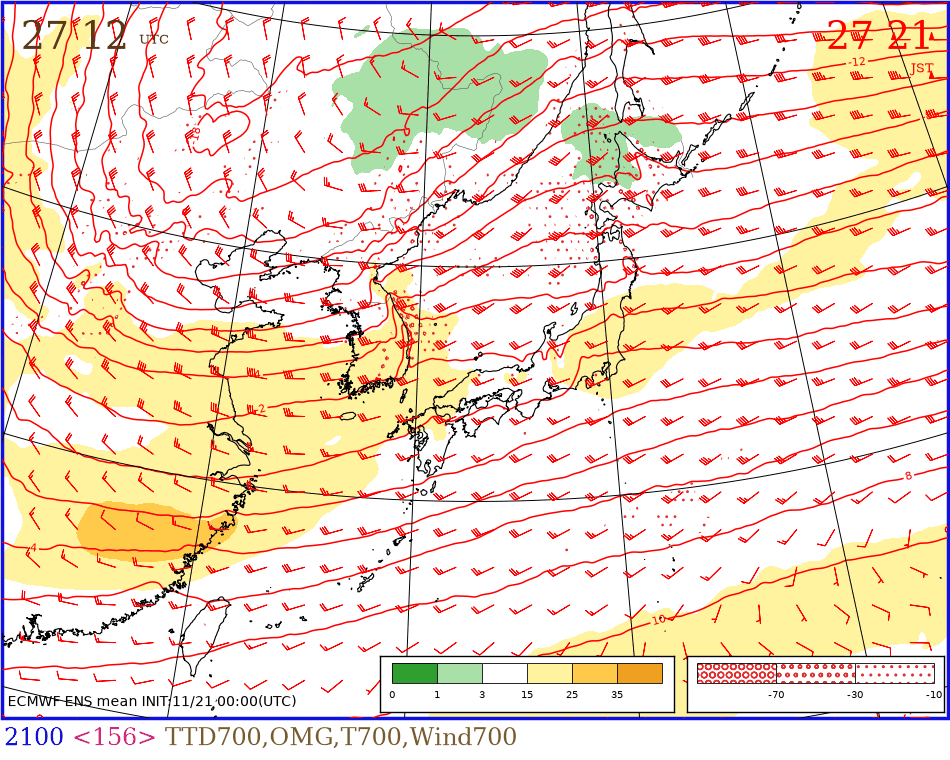 27 12 UTC
27 21
JST
-12
-2
4
8
10
0 1 3 15 25 35
-70 -30 -10
ECMWF ENS mean INIT:11/21 00:00(UTC)
2100 <156> TTD700,OMG,T700,Wind700